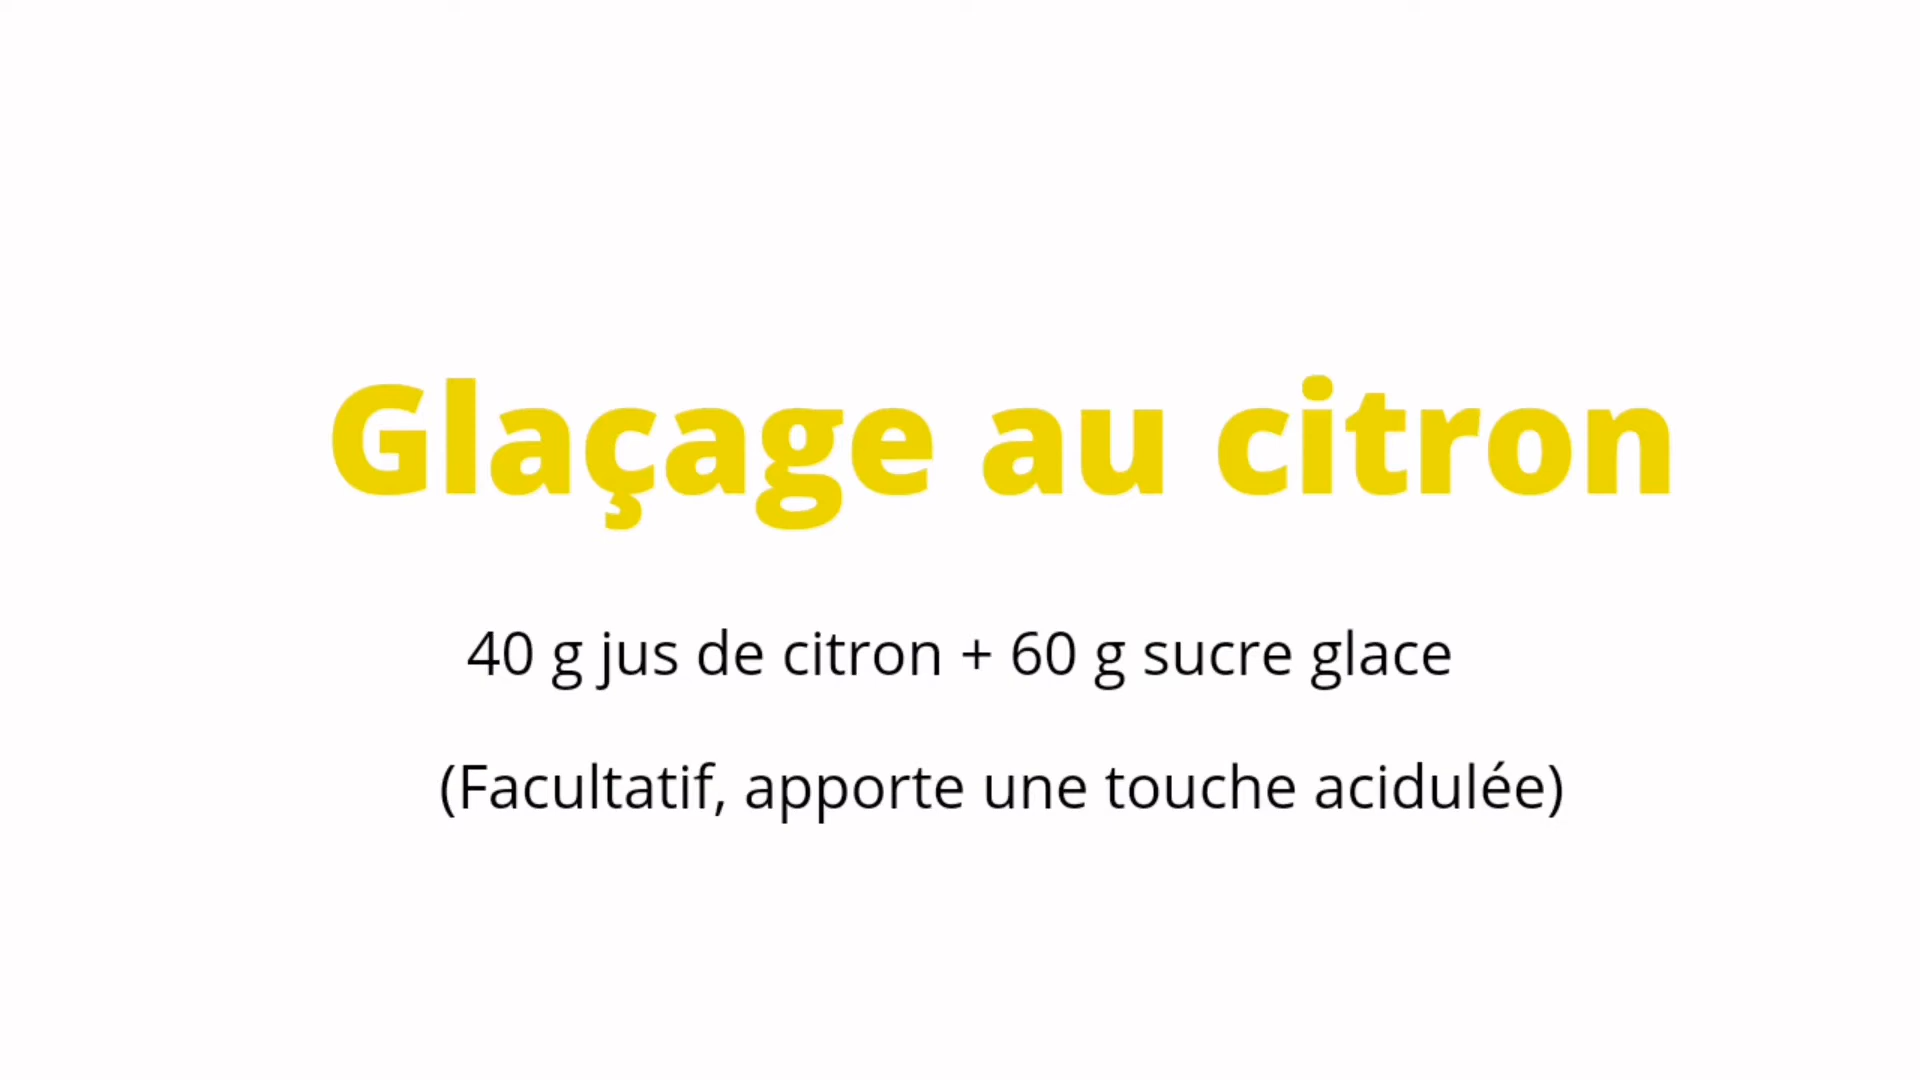 Glaçage au citron
40 g jus de citron + 60 g sucre glace
(Facultatif, apporte une touche acidulée)